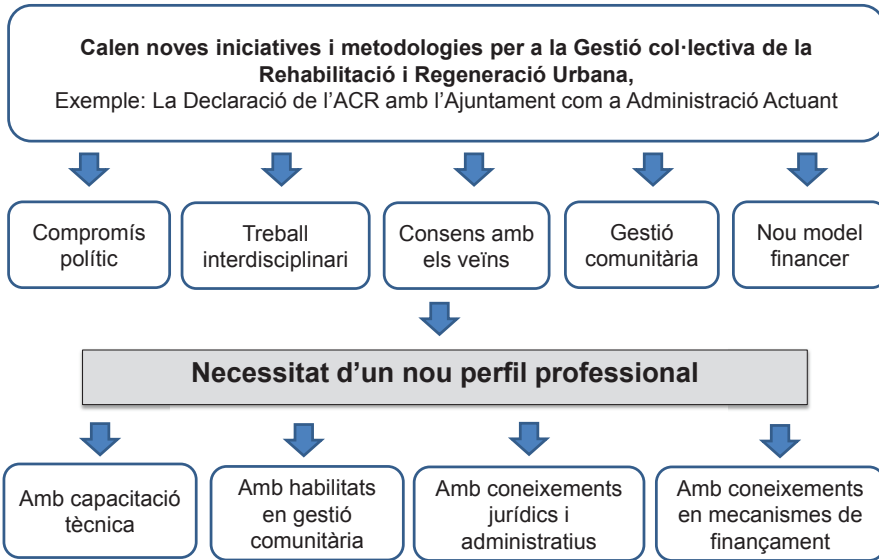 Calen noves iniciatives i metodologies per a la Gestió col·lectiva de la
Rehabilitació i Regeneració Urbana,
Exemple: La Declaració de l’ACR amb l’Ajuntament com a Administració Actuant
Compromís
polític
Treball
interdisciplinari
Consens amb
els veïns
Gestió
comunitària
Nou model
financer
Necessitat d’un nou perfil professional
Amb capacitació
tècnica
Amb habilitats
en gestió
comunitària
Amb coneixements
jurídics i
administratius
Amb coneixements
en mecanismes de
finançament